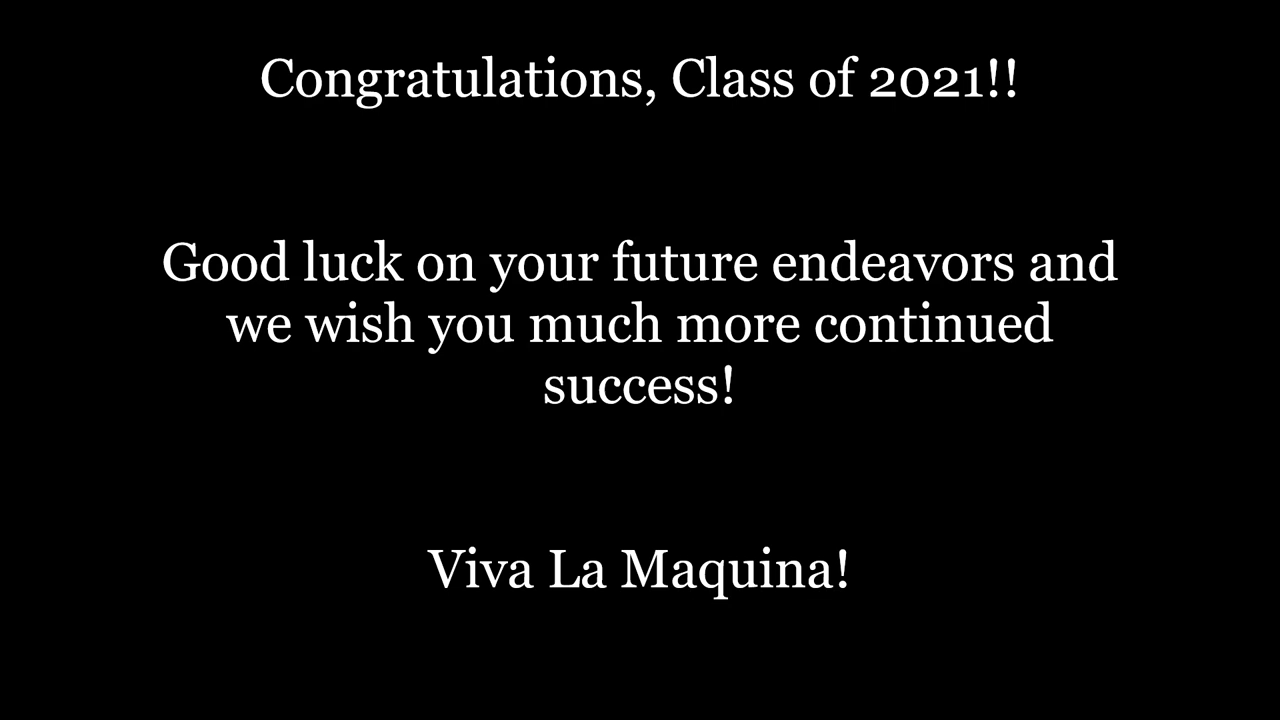 Congratulations, Class of 2021!!
Good luck on your future endeavors and
we wish you much more continued
success!
Viva La Maquina!